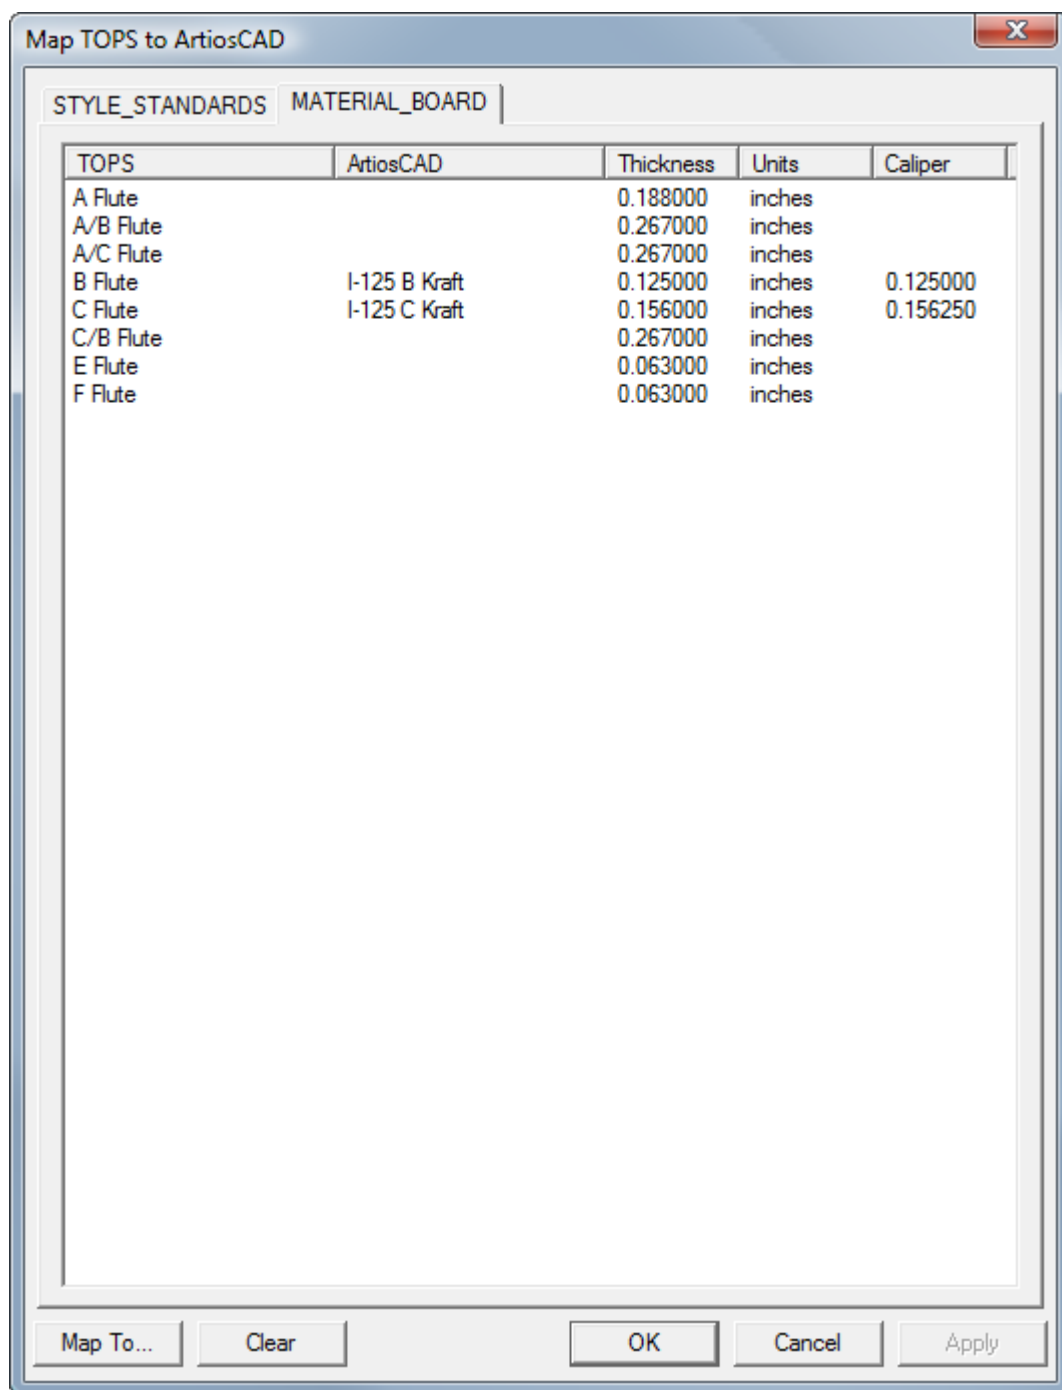 Map TOPS to ArtiosCAD
STYLE_STANDARDS MATERIAL_BOARD
TOPS ArtiosCAD Thickness Units Caliper
A Flute 0.188000 inches
A/B Flute 0.267000 inches
A/C Flute 0.267000 inches
B Flute I-125 B Kraft 0.125000 inches 0.125000
C Flute I-125 C Kraft 0.156000 inches 0.156250
C/B Flute 0.267000 inches
E Flute 0.063000 inches
F Flute 0.063000 inches
Map To... Clear OK Cancel Apply